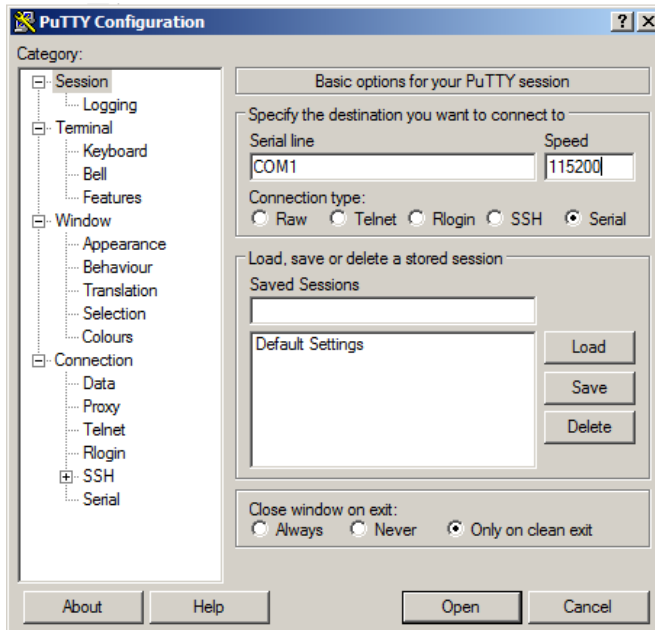 PuTTY Configuration
Category:
Session
Logging
Terminal
Keyboard
Bell
Features
Window
Appearance
Behaviour
Translation
Selection
Colours
Connection
Data
Proxy
Telnet
Rlogin
SSH
Serial
Basic options for your PuTTY session
Specify the destination you want to connect to
Serial line Speed
COM1 115200
Connection type:
Raw Telnet Rlogin SSH Serial
Load, save or delete a stored session
Saved Sessions
Default Settings
Load
Save
Delete
Close window on exit:
Always Never Only on clean exit
About Help Open Cancel